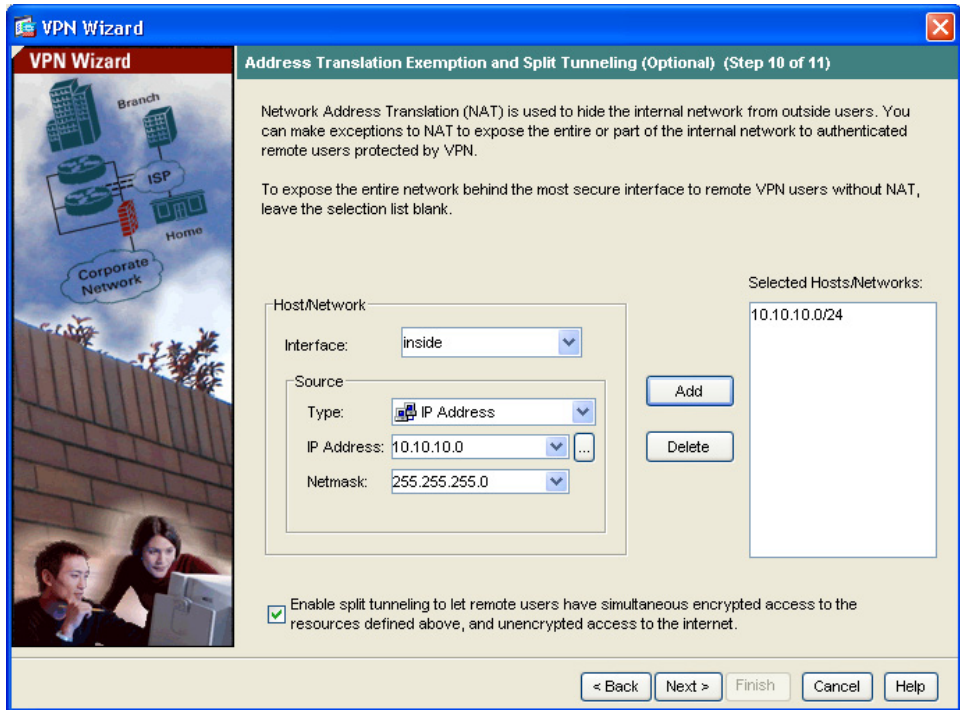 VPN Wizard
VPN Wizard
Branch
ISP
Home
Corporate
Network
Address Translation Exemption and Split Tunneling (Optional) (Step 10 of 11)
Network Address Translation (NAT) is used to hide the internal network from outside users. You
can make exceptions to NAT to expose the entire or part of the internal network to authenticated
remote users protected by VPN.
To expose the entire network behind the most secure interface to remote VPN users without NAT,
leave the selection list blank.
Host/Network
Interface: inside
Source
Type: IP Address
IP Address: 10.10.10.0 ...
Netmask: 255.255.255.0
Add
Delete
Selected Hosts/Networks:
10.10.10.0/24
Enable split tunneling to let remote users have simultaneous encrypted access to the
resources defined above, and unencrypted access to the internet.
< Back Next > Finish Cancel Help